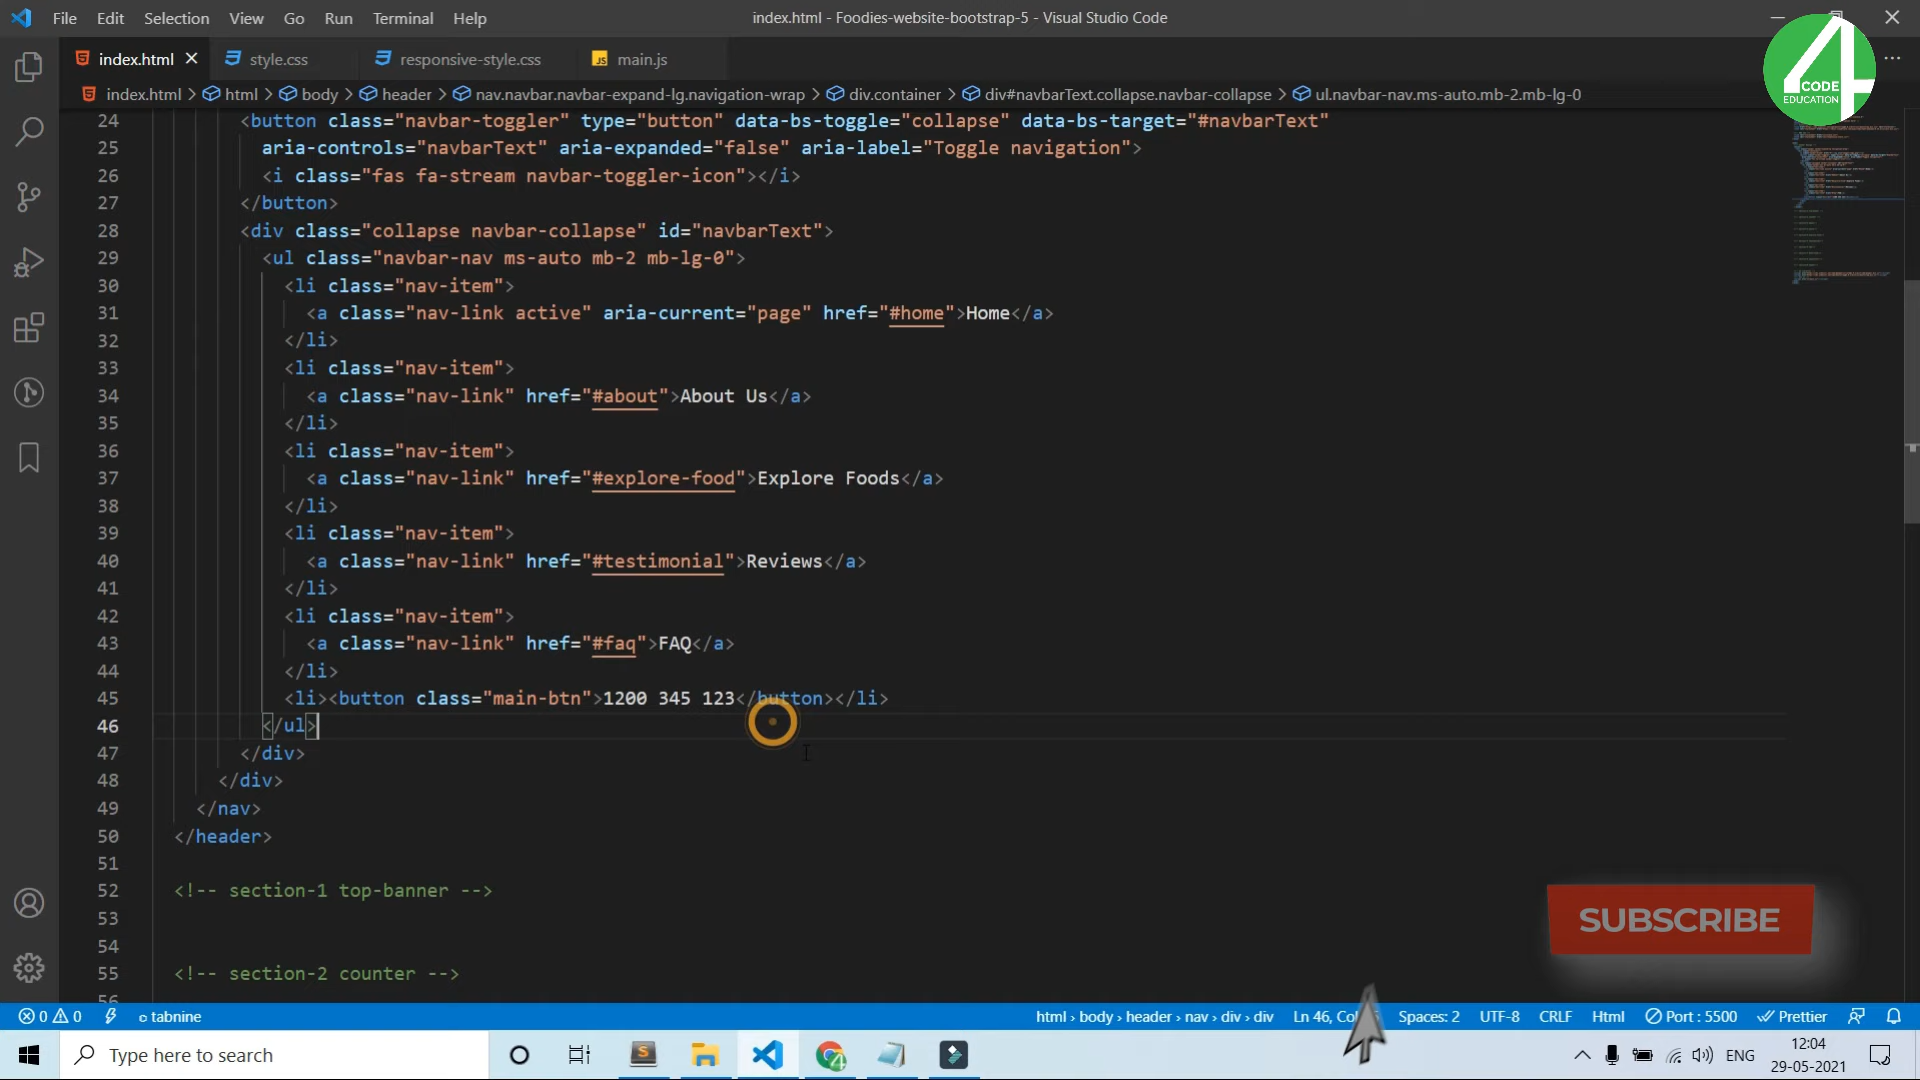 File Edit Selection View Go Run Terminal Help
index.html - Foodies-website-bootstrap-5 - Visual Studio Code
index.html style.css responsive-style.css JS main.js
CODE
EDUCATION
index.html > html > body > header > nav.navbar.navbar-expand-lg.navigation-wrap > div.container > div#navbarText.collapse.navbar-collapse > ul.navbar-nav.ms-auto.mb-2.mb-lg-0
24 <button class="navbar-toggler" type="button" data-bs-toggle="collapse" data-bs-target="#navbarText"
25 aria-controls="navbarText" aria-expanded="false" aria-label="Toggle navigation">
26 <i class="fas fa-stream navbar-toggler-icon"></i>
27 </button>
28 <div class="collapse navbar-collapse" id="navbarText">
29 <ul class="navbar-nav ms-auto mb-2 mb-lg-0">
30 <li class="nav-item">
31 <a class="nav-link active" aria-current="page" href="#home">Home</a>
32 </li>
33 <li class="nav-item">
34 <a class="nav-link" href="#about">About Us</a>
35 </li>
36 <li class="nav-item">
37 <a class="nav-link" href="#explore-food">Explore Foods</a>
38 </li>
39 <li class="nav-item">
40 <a class="nav-link" href="#testimonial">Reviews</a>
41 </li>
42 <li class="nav-item">
43 <a class="nav-link" href="#faq">FAQ</a>
44 </li>
45 <li><button class="main-btn">1200 345 123</button></li>
46 </ul>
47 </div>
48 </div>
49 </nav>
50 </header>
51
52 <!-- section-1 top-banner -->
53
54
55 <!-- section-2 counter -->
56
SUBSCRIBE
0 0 tabnine html > body > header > nav > div > div Ln 46, Spaces: 2 UTF-8 CRLF Html Port : 5500 Prettier
Type here to search
ENG
12:04
29-05-2021